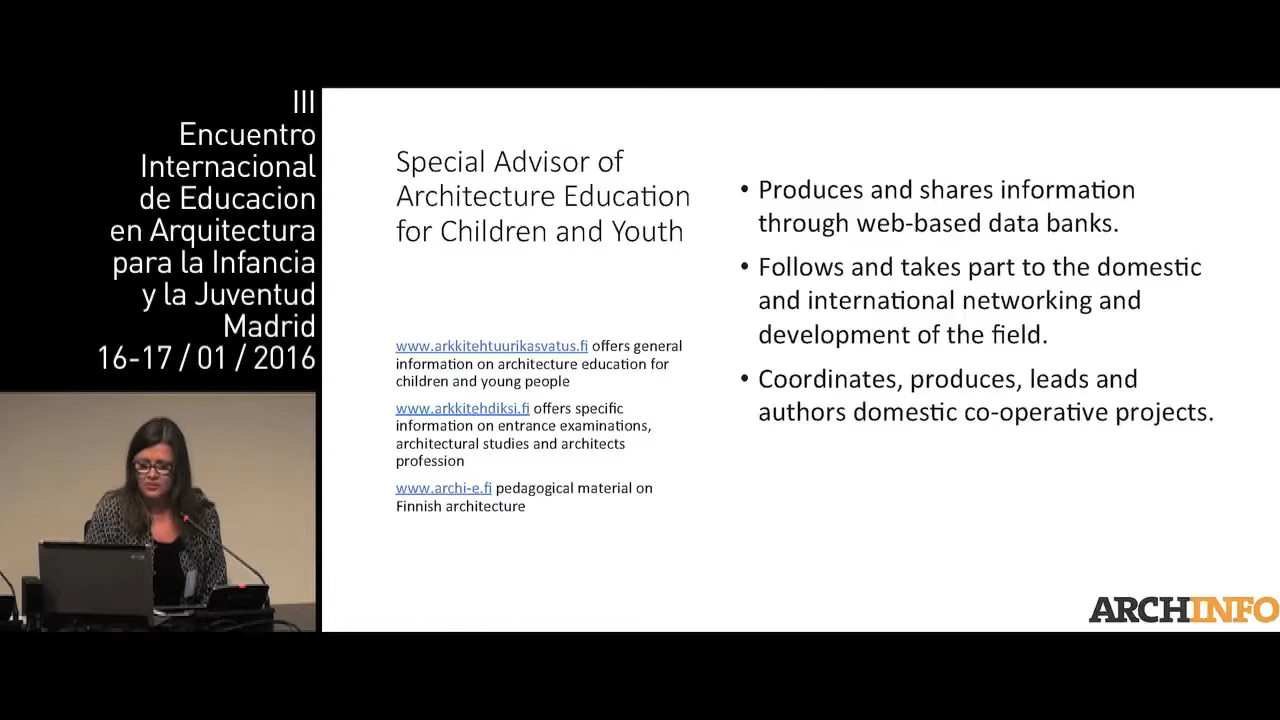 III
Encuentro
Internacional
de Educacion
en Arquitectura
para la Infancia
y la Juventud
Madrid
16-17 / 01 / 2016
Special Advisor of
Architecture Education
for Children and Youth
www.arkkitehtuurikasvatus.fi offers general
information on architecture education for
children and young people
www.arkkitehdiksi.fi offers specific
information on entrance examinations,
architectural studies and architects
profession
www.archi-e.fi pedagogical material on
Finnish architecture
• Produces and shares information
through web-based data banks.
• Follows and takes part to the domestic
and international networking and
development of the field.
• Coordinates, produces, leads and
authors domestic co-operative projects.
ARCHINFO